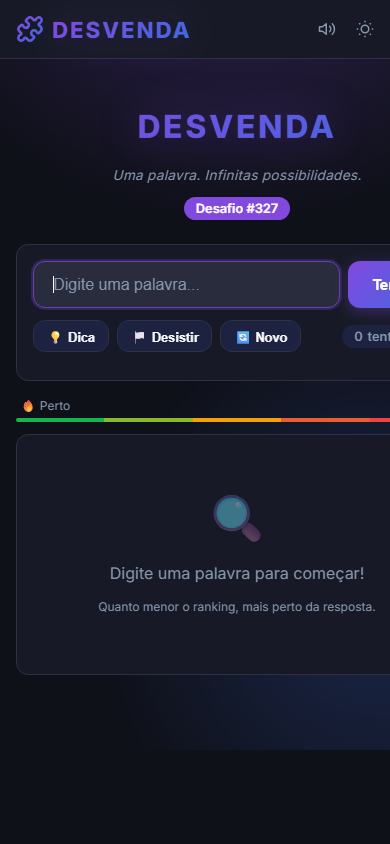 DESVENDA
DESVENDA
Uma palavra. Infinitas possibilidades.
Desafio #327
Digite uma palavra...
Dica
Desistir
Novo
Perto
Digite uma palavra para começar!
Quanto menor o ranking, mais perto da resposta.